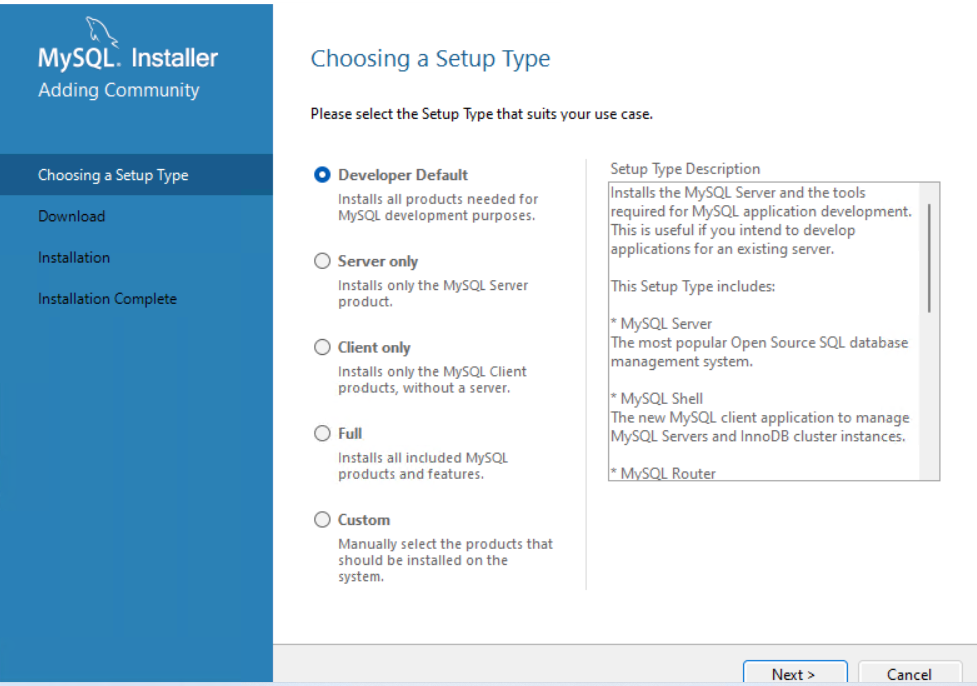 MySQL. Installer
Adding Community
Choosing a Setup Type
Download
Installation
Installation Complete
Choosing a Setup Type
Please select the Setup Type that suits your use case.
Developer Default
Installs all products needed for
MySQL development purposes.
Server only
Installs only the MySQL Server
product.
Client only
Installs only the MySQL Client
products, without a server.
Full
Installs all included MySQL
products and features.
Custom
Manually select the products that
should be installed on the
system.
Setup Type Description
Installs the MySQL Server and the tools
required for MySQL application development.
This is useful if you intend to develop
applications for an existing server.
This Setup Type includes:
* MySQL Server
The most popular Open Source SQL database
management system.
* MySQL Shell
The new MySQL client application to manage
MySQL Servers and InnoDB cluster instances.
* MySQL Router
Next >
Cancel